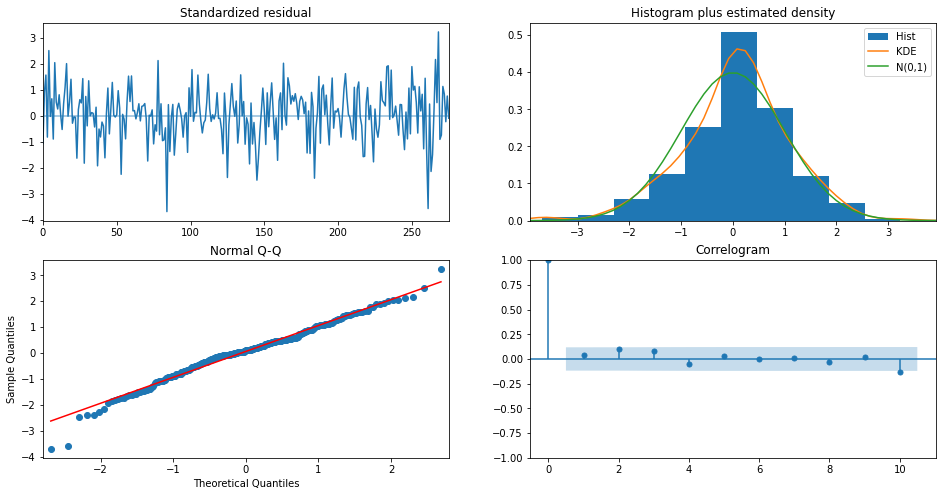 Standardized residual
3
2
1
0
−1
−2
−3
−4
0 50 100 150 200 250
Histogram plus estimated density
Hist
KDE
N(0,1)
0.5
0.4
0.3
0.2
0.1
0.0
−3 −2 −1 0 1 2 3
Normal Q-Q
Sample Quantiles
3
2
1
0
−1
−2
−3
−4
−2 −1 0 1 2
Theoretical Quantiles
Correlogram
1.00
0.75
0.50
0.25
0.00
−0.25
−0.50
−0.75
−1.00
0 2 4 6 8 10